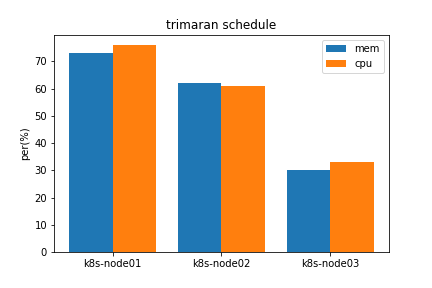 trimaran schedule
mem
cpu
per(%)
70
60
50
40
30
20
10
0
k8s-node01 k8s-node02 k8s-node03